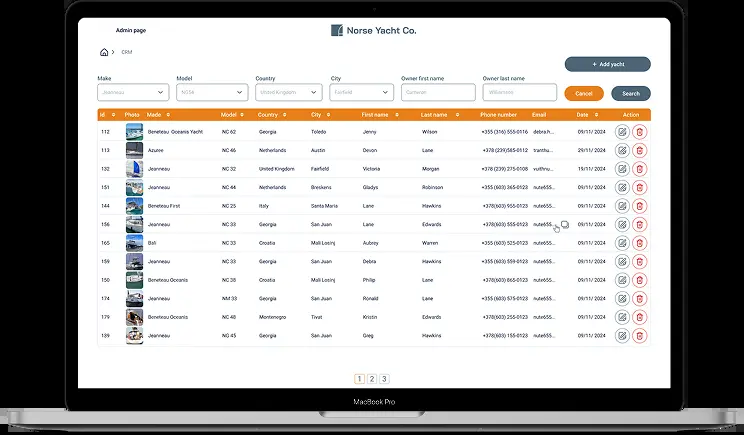 Admin page
Norse Yacht Co.
CRM
+ Add yacht
Make Model Country City Owner first name Owner last name
Jeanneau NC56 United Kingdom Fairfield Cameron Williamson Cancel Search
id Photo Made Model Country City First name Last name Phone number Email Date Action
112 Beneteau Oceanis Yacht NC 62 Georgia Toledo Jenny Wilson +355 (316) 555-0116 debra.h... 09/11/ 2024
113 Azuree NC 46 Netherlands Austin Devon Lane +378 (239)585-0112 tranthu... 29/11/ 2024
132 Jeanneau NC 32 United Kingdom Fairfield Victoria Morgan +378 (239) 275-0108 vuithnu... 19/11/ 2024
151 Jeanneau NC 44 Netherlands Breskens Gladys Robinson +355 (603) 265-0123 nute655... 09/11/ 2024
144 Beneteau First NC 25 Italy Santa Maria Lane Hawkins +378(603) 955-0123 nute655... 09/11/ 2024
156 Jeanneau NC 33 Georgia San Juan Lane Edwards +378(603) 555-0123 nute655... 09/11/ 2024
165 Bali NC 33 Croatia Mali Losinj Aubrey Warren +355 (603) 525-0123 nute655... 09/11/ 2024
159 Jeanneau NC 33 Georgia San Juan Debra Hawkins +355 (603) 559-0123 nute655... 09/11/ 2024
150 Beneteau Oceanis NC 38 Croatia Mali Losinj Philip Lane +378(603) 865-0123 nute655... 09/11/ 2024
174 Jeanneau NM 33 Georgia San Juan Ronald Lane +355 (603) 575-0123 nute655... 09/11/ 2024
179 Beneteau Oceanis NC 48 Montenegro Tivat Kristin Edwards +378(603) 155-0123 nute655... 09/11/ 2024
139 Jeanneau NC 45 Georgia San Juan Greg Hawkins +378(603) 255-0123 nute655... 09/11/ 2024
1 2 3
MacBook Pro